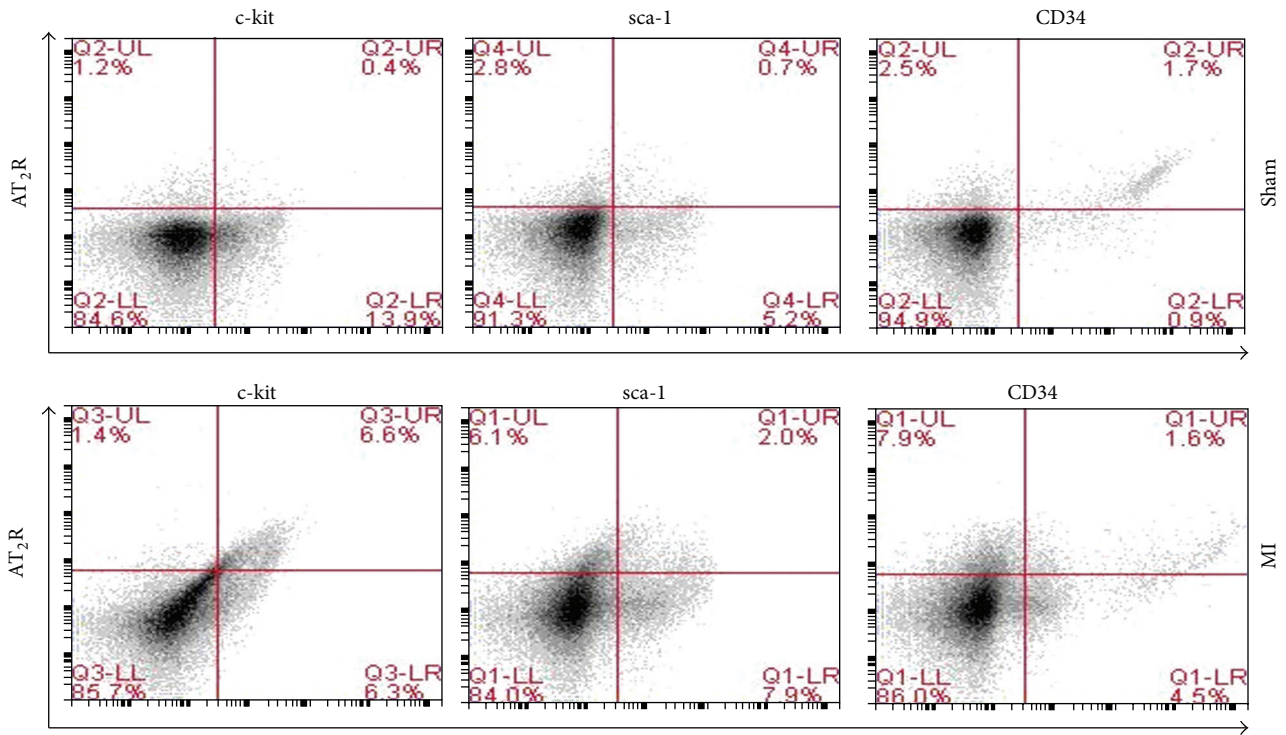 c-kit
sca-1
CD34
AT2R
Q2-UL
1.2%
Q2-UR
0.4%
Q2-LL
84.6%
Q2-LR
13.9%
Q4-UL
2.8%
Q4-UR
0.7%
Q4-LL
91.3%
Q4-LR
5.2%
Q2-UL
2.5%
Q2-UR
1.7%
Q2-LL
94.9%
Q2-LR
0.9%
Sham
c-kit
sca-1
CD34
AT2R
Q3-UL
1.4%
Q3-UR
6.6%
Q3-LL
85.7%
Q3-LR
6.3%
Q1-UL
6.1%
Q1-UR
2.0%
Q1-LL
84.0%
Q1-LR
7.9%
Q1-UL
7.9%
Q1-UR
1.6%
Q1-LL
86.0%
Q1-LR
4.5%
MI